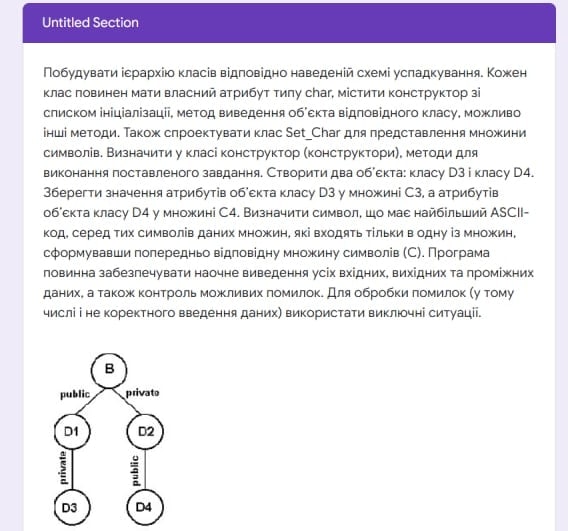 Untitled Section
Побудувати ієрархію класів відповідно наведеній схемі успадкування. Кожен
клас повинен мати власний атрибут типу char, містити конструктор зі
списком ініціалізації, метод виведення об'єкта відповідного класу, можливо
інші методи. Також спроектувати клас Set_Char для представлення множини
символів. Визначити у класі конструктор (конструктори), методи для
виконання поставленого завдання. Створити два об'єкта: класу D3 і класу D4.
Зберегти значення атрибутів об'єкта класу D3 у множині C3, а атрибутів
об'єкта класу D4 у множині C4. Визначити символ, що має найбільший ASCII-
код, серед тих символів даних множин, які входять тільки в одну із множин,
сформувавши попередньо відповідну множину символів (C). Програма
повинна забезпечувати наочне виведення усіх вхідних, вихідних та проміжних
даних, а також контроль можливих помилок. Для обробки помилок (у тому
числі і не коректного введення даних) використати виключні ситуації.
B
public private
D1 D2
private public
D3 D4